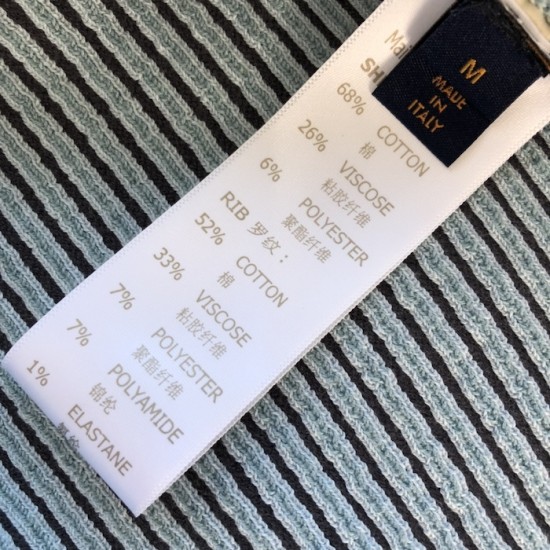 M
MADE
IN
ITALY
Mai
SH
68% COTTON
棉
26% VISCOSE
粘胶纤维
6% POLYESTER
聚酯纤维
RIB 罗纹：
52% COTTON
棉
33% VISCOSE
粘胶纤维
7% POLYESTER
聚酯纤维
7% POLYAMIDE
锦纶
1% ELASTANE